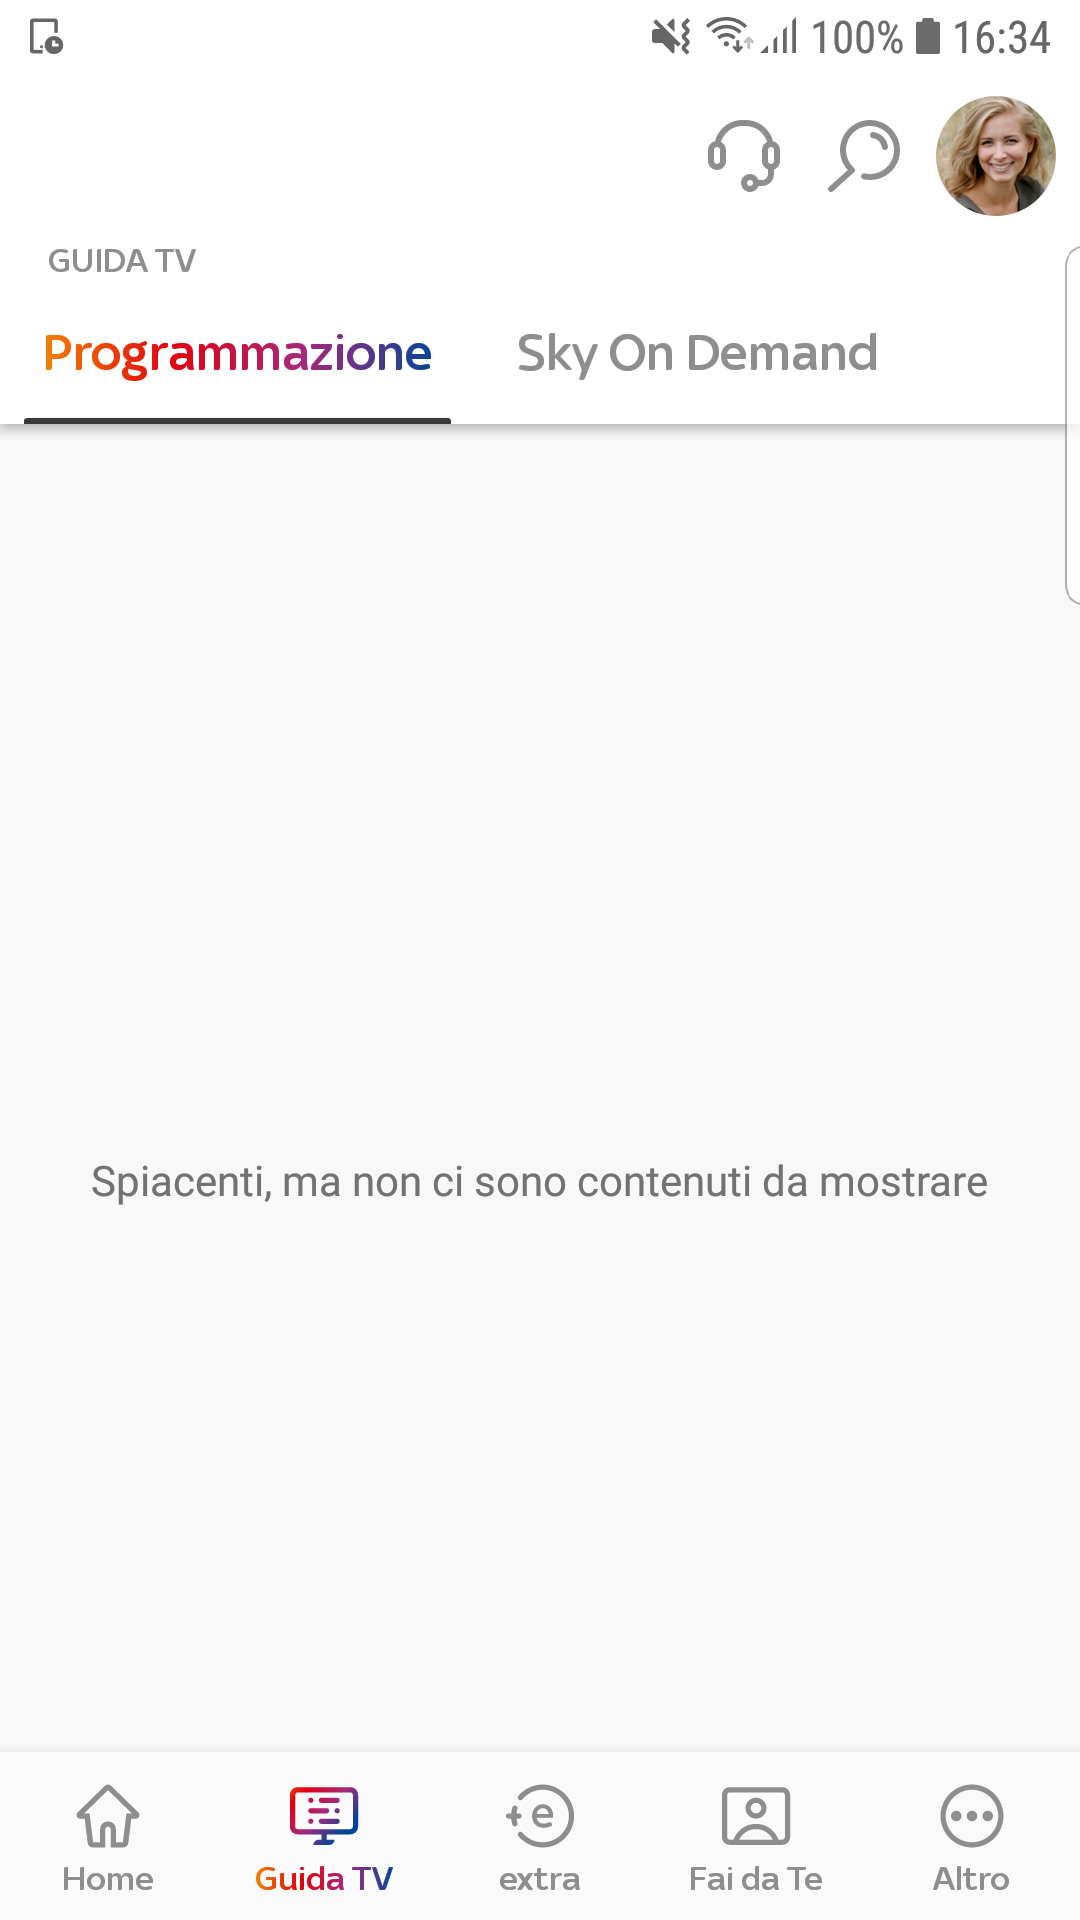 100% 16:34
GUIDA TV
Programmazione Sky On Demand
Spiacenti, ma non ci sono contenuti da mostrare
+e
Home Guida TV extra Fai da Te Altro